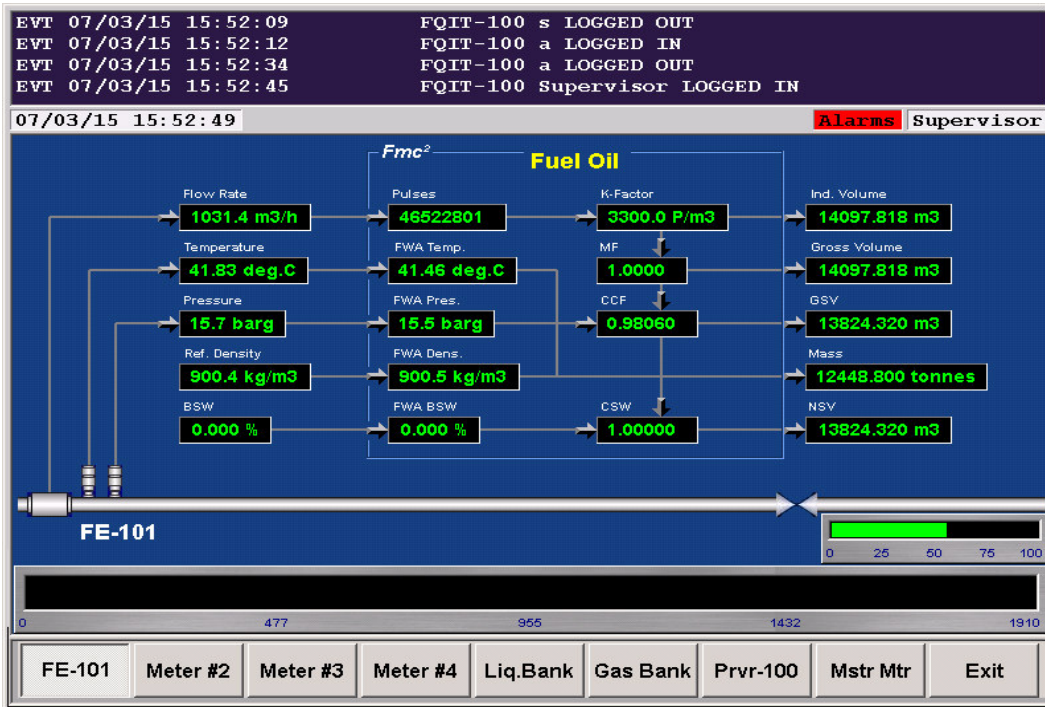 EVT 07/03/15 15:52:09 FQIT-100 s LOGGED OUT
EVT 07/03/15 15:52:12 FQIT-100 a LOGGED IN
EVT 07/03/15 15:52:34 FQIT-100 a LOGGED OUT
EVT 07/03/15 15:52:45 FQIT-100 Supervisor LOGGED IN
07/03/15 15:52:49 Alarms Supervisor
Fmc² Fuel Oil
Flow Rate Pulses K-Factor Ind. Volume
1031.4 m3/h 46522801 3300.0 P/m3 14097.818 m3
Temperature FWA Temp. MF Gross Volume
41.83 deg.C 41.46 deg.C 1.0000 14097.818 m3
Pressure FWA Pres. CCF GSV
15.7 barg 15.5 barg 0.98060 13824.320 m3
Ref. Density FWA Dens. Mass
900.4 kg/m3 900.5 kg/m3 12448.800 tonnes
BSW FWA BSW CSW NSV
0.000 % 0.000 % 1.00000 13824.320 m3
FE-101
0 25 50 75 100
0 477 955 1432 1910
FE-101 Meter #2 Meter #3 Meter #4 Liq.Bank Gas Bank Prvr-100 Mstr Mtr Exit